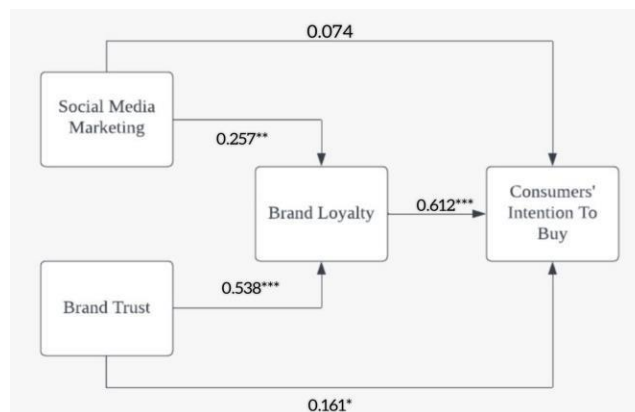 0.074
Social Media
Marketing
0.257**
Brand Loyalty
0.612***
Consumers'
Intention To
Buy
Brand Trust
0.538***
0.161*